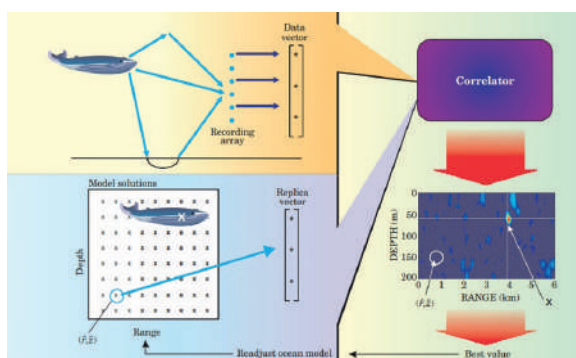 Data
vector
Correlator
Recording
array
Model solutions
X
Replica
vector
Depth
(r̂,ẑ)
Range
Readjust ocean model
DEPTH (m)
0
50
100
150
200
0 1 2 3 4 5 6
(r̂,ẑ)
RANGE (km)
X
Best value